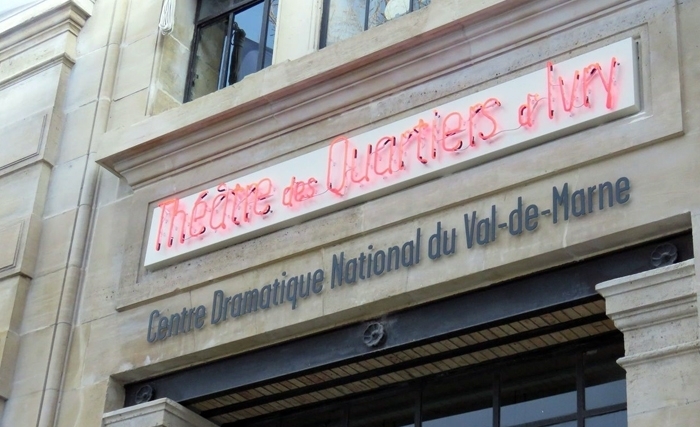 Théâtre des Quartiers d'Ivry
Centre Dramatique National du Val-de-Marne